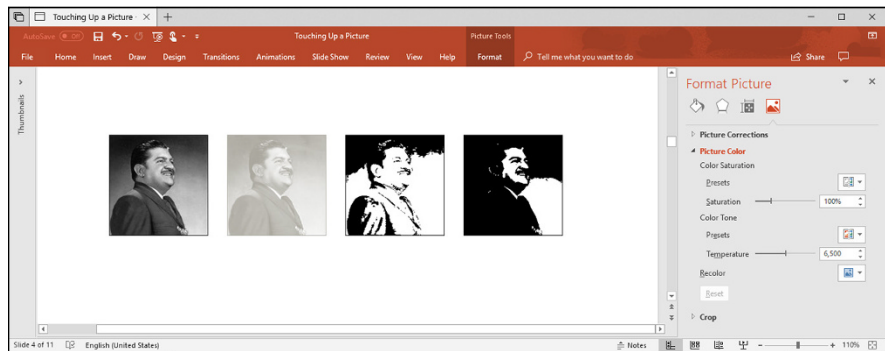 Touching Up a Picture
AutoSave Off
Touching Up a Picture
Picture Tools
File Home Insert Draw Design Transitions Animations Slide Show Review View Help Format Tell me what you want to do Share
Thumbnails
Format Picture
Picture Corrections
Picture Color
Color Saturation
Presets
Saturation 100%
Color Tone
Presets
Temperature 6,500
Recolor
Reset
Crop
Slide 4 of 11 English (United States) Notes 110%